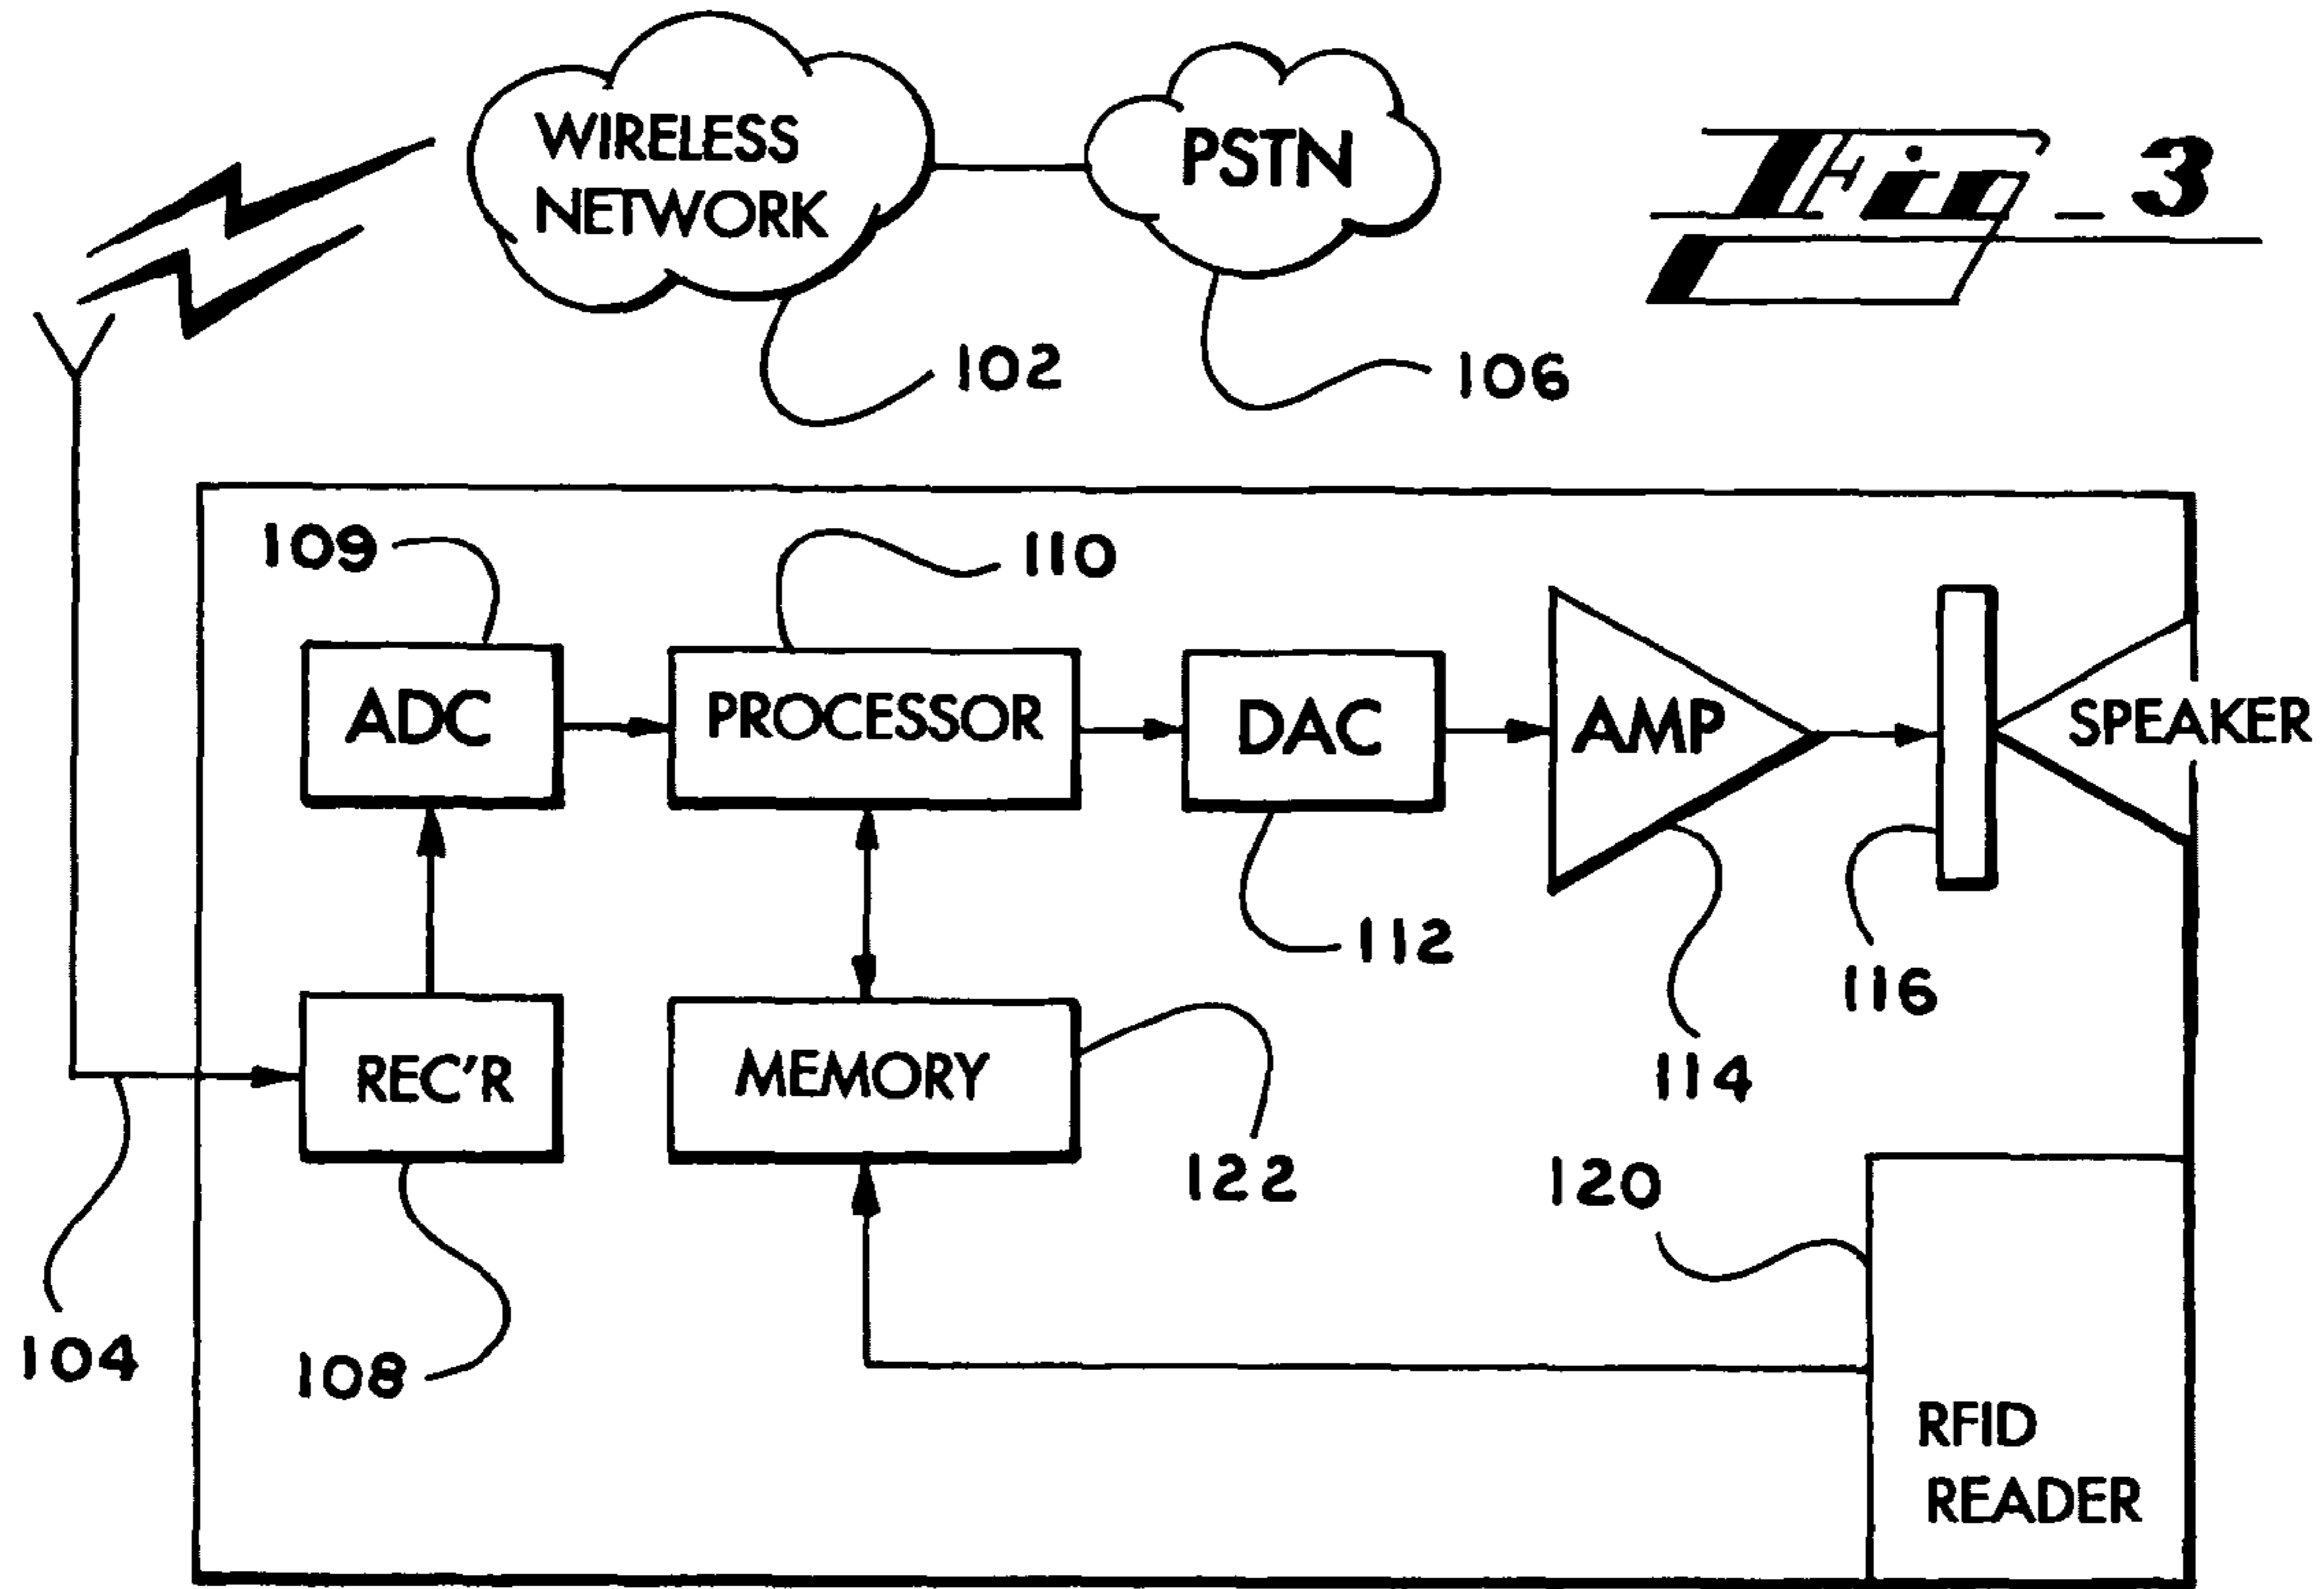 WIRELESS
NETWORK
PSTN
Fig_3
102
106
109
110
ADC
PROCESSOR
DAC
AMP
SPEAKER
112
116
REC'R
MEMORY
114
122
120
104
108
RFID
READER